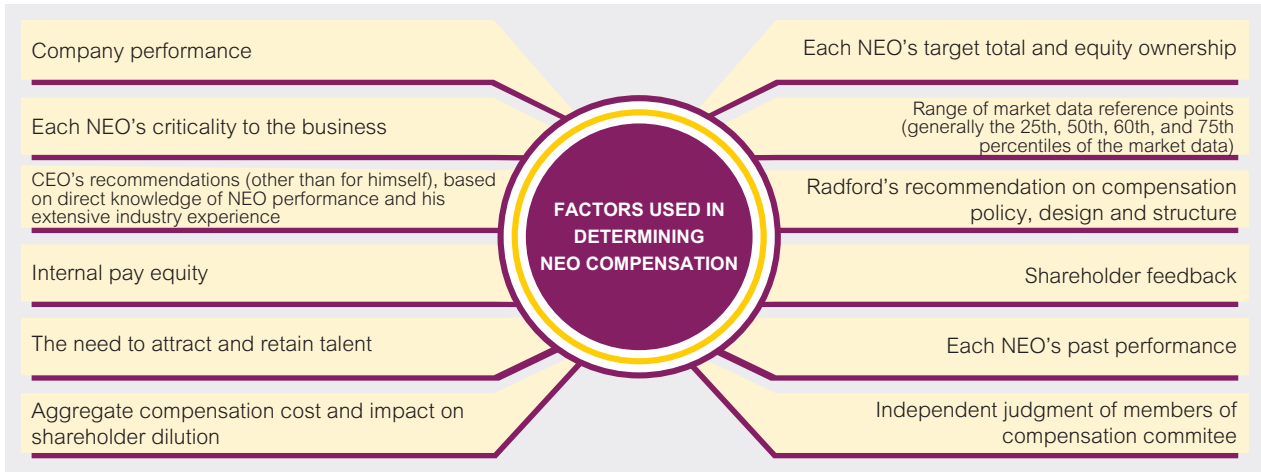 Company performance
Each NEO’s criticality to the business
CEO’s recommendations (other than for himself), based
on direct knowledge of NEO performance and his
extensive industry experience
Internal pay equity
The need to attract and retain talent
Aggregate compensation cost and impact on
shareholder dilution
FACTORS USED IN
DETERMINING
NEO COMPENSATION
Each NEO’s target total and equity ownership
Range of market data reference points
(generally the 25th, 50th, 60th, and 75th
percentiles of the market data)
Radford’s recommendation on compensation
policy, design and structure
Shareholder feedback
Each NEO’s past performance
Independent judgment of members of
compensation commitee